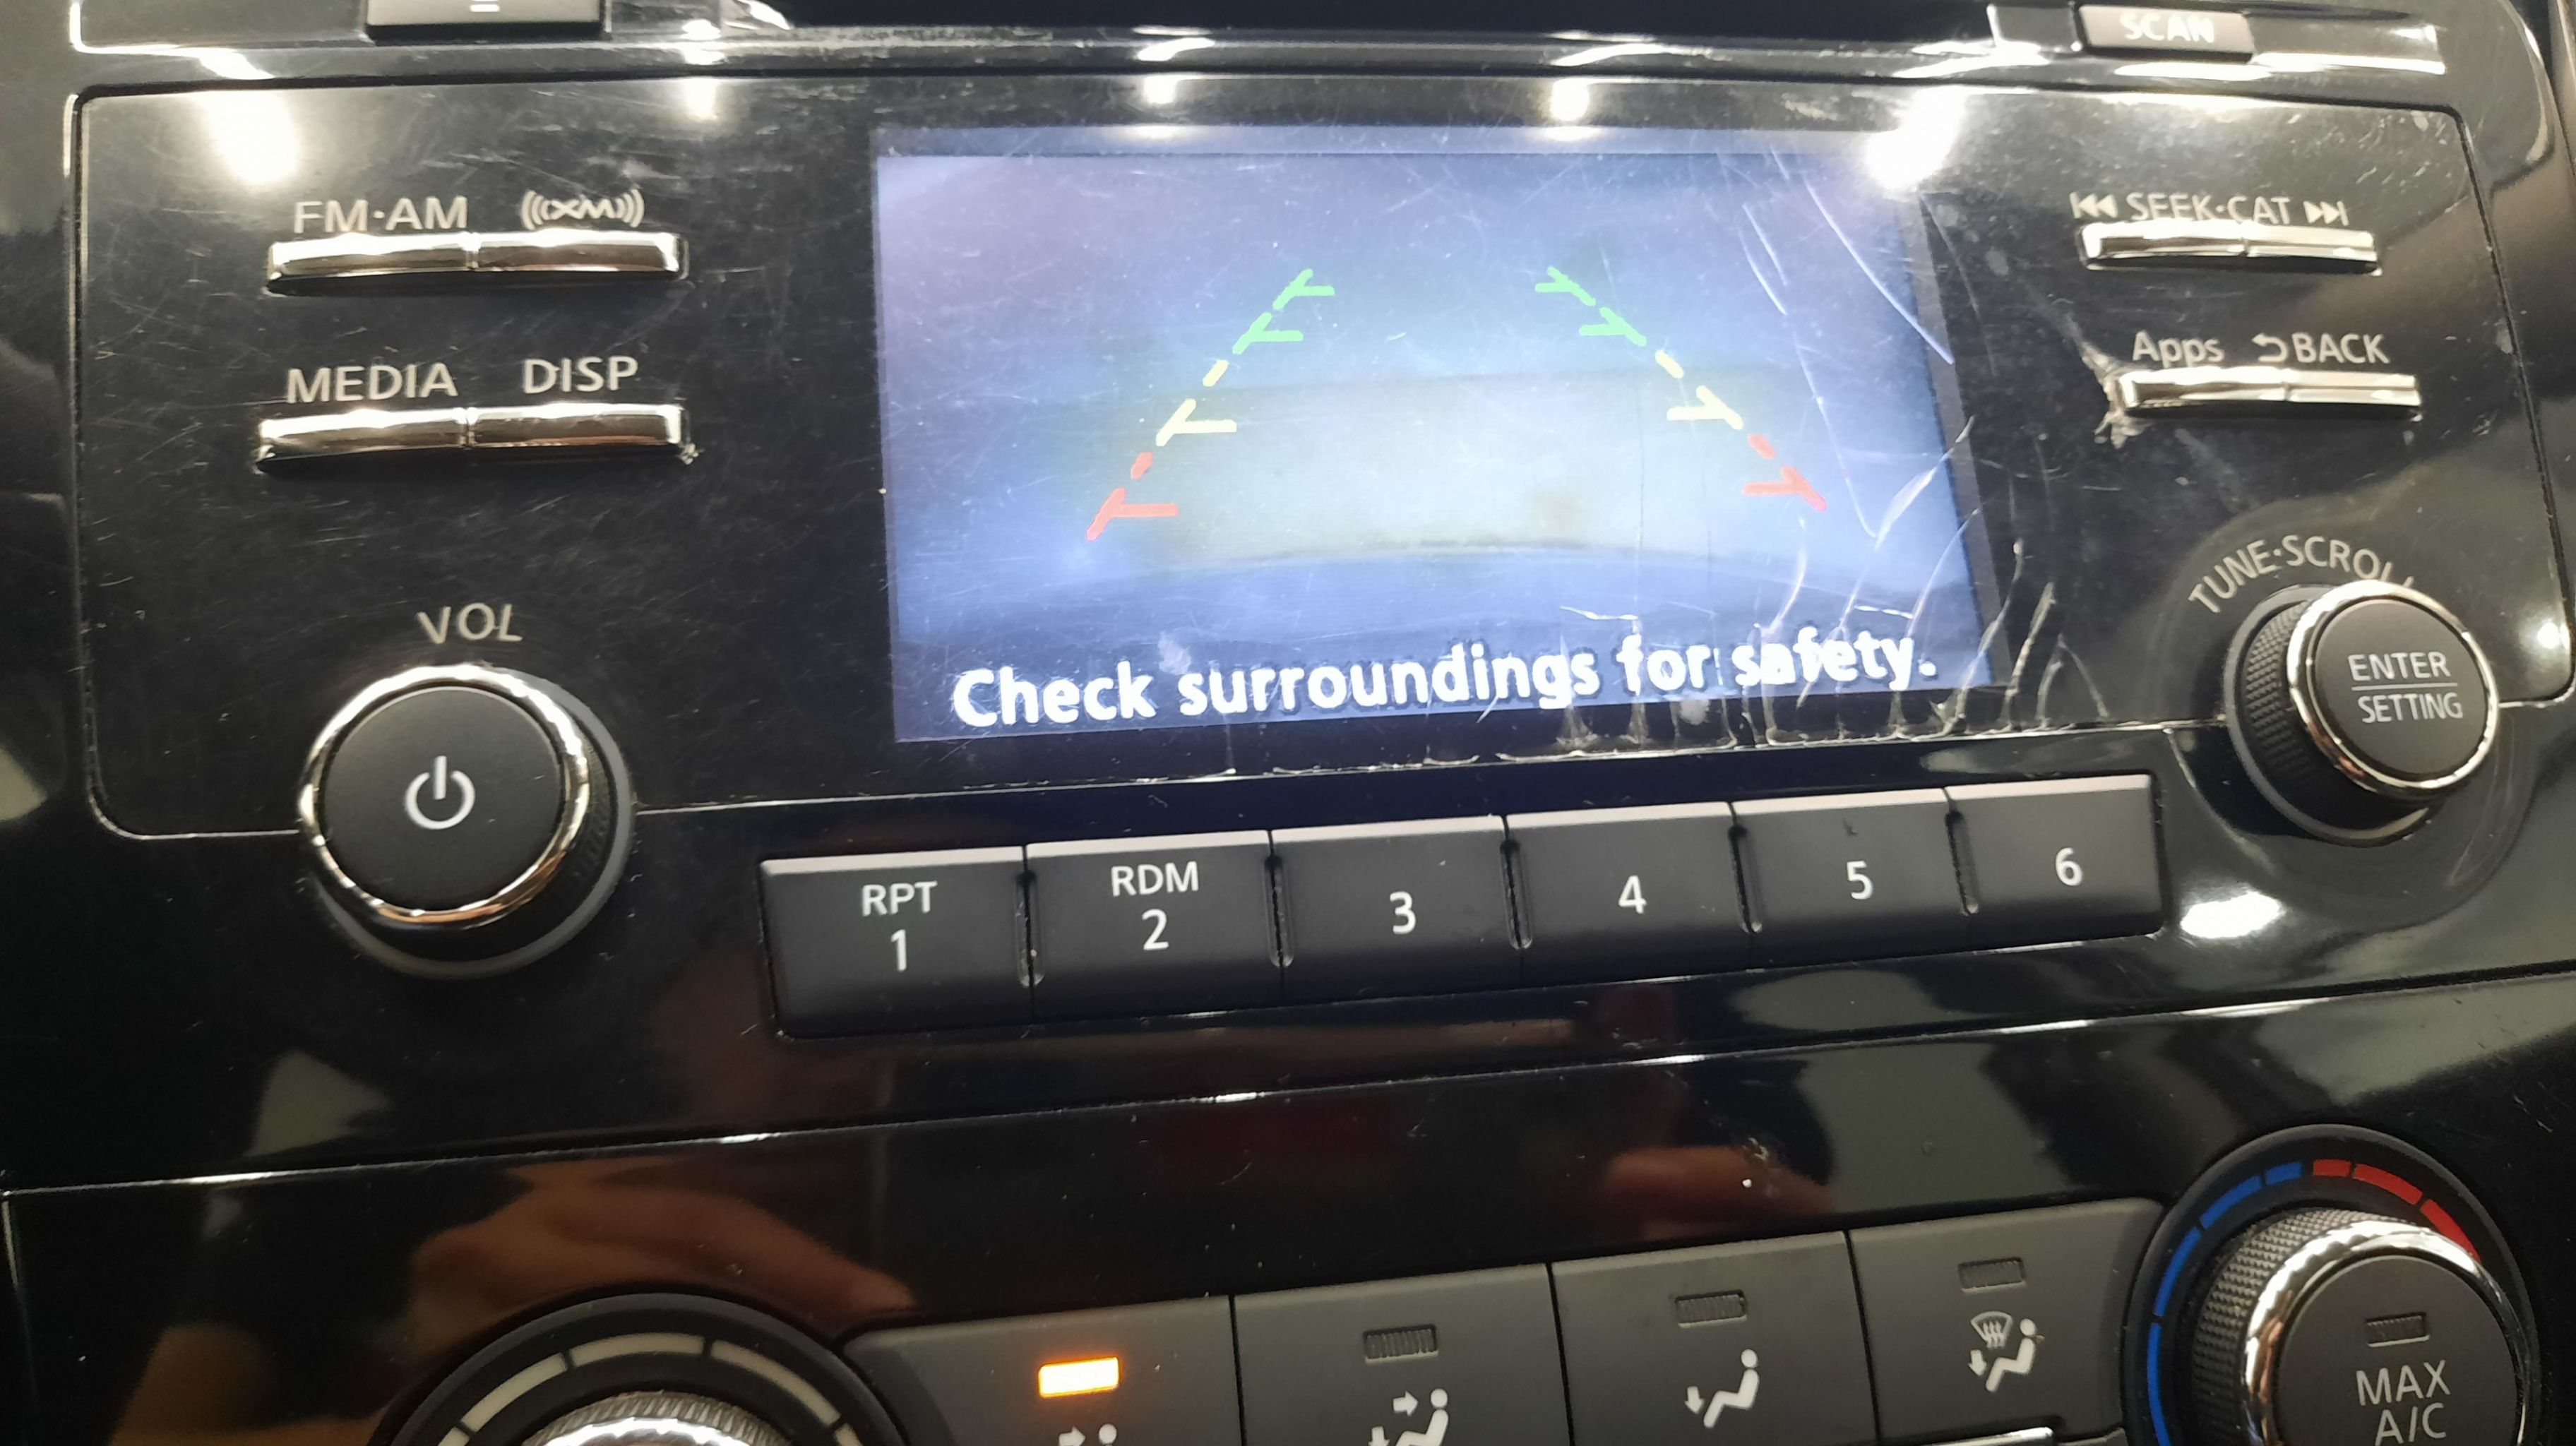 SCAN
FM·AM XM
SEEK·CAT
MEDIA DISP
Apps BACK
VOL
TUNE·SCROLL
ENTER
SETTING
Check surroundings for safety.
RPT
1
RDM
2
3
4
5
6
MAX
A/C